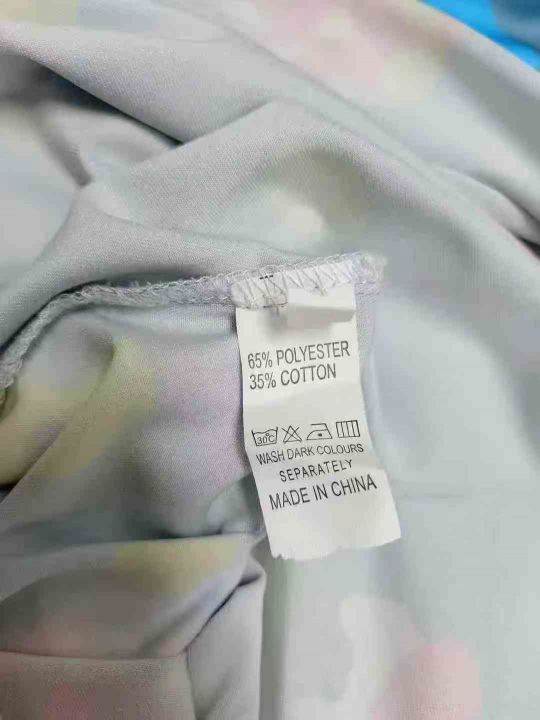 65% POLYESTER
35% COTTON
30°C
WASH DARK COLOURS
SEPARATELY
MADE IN CHINA